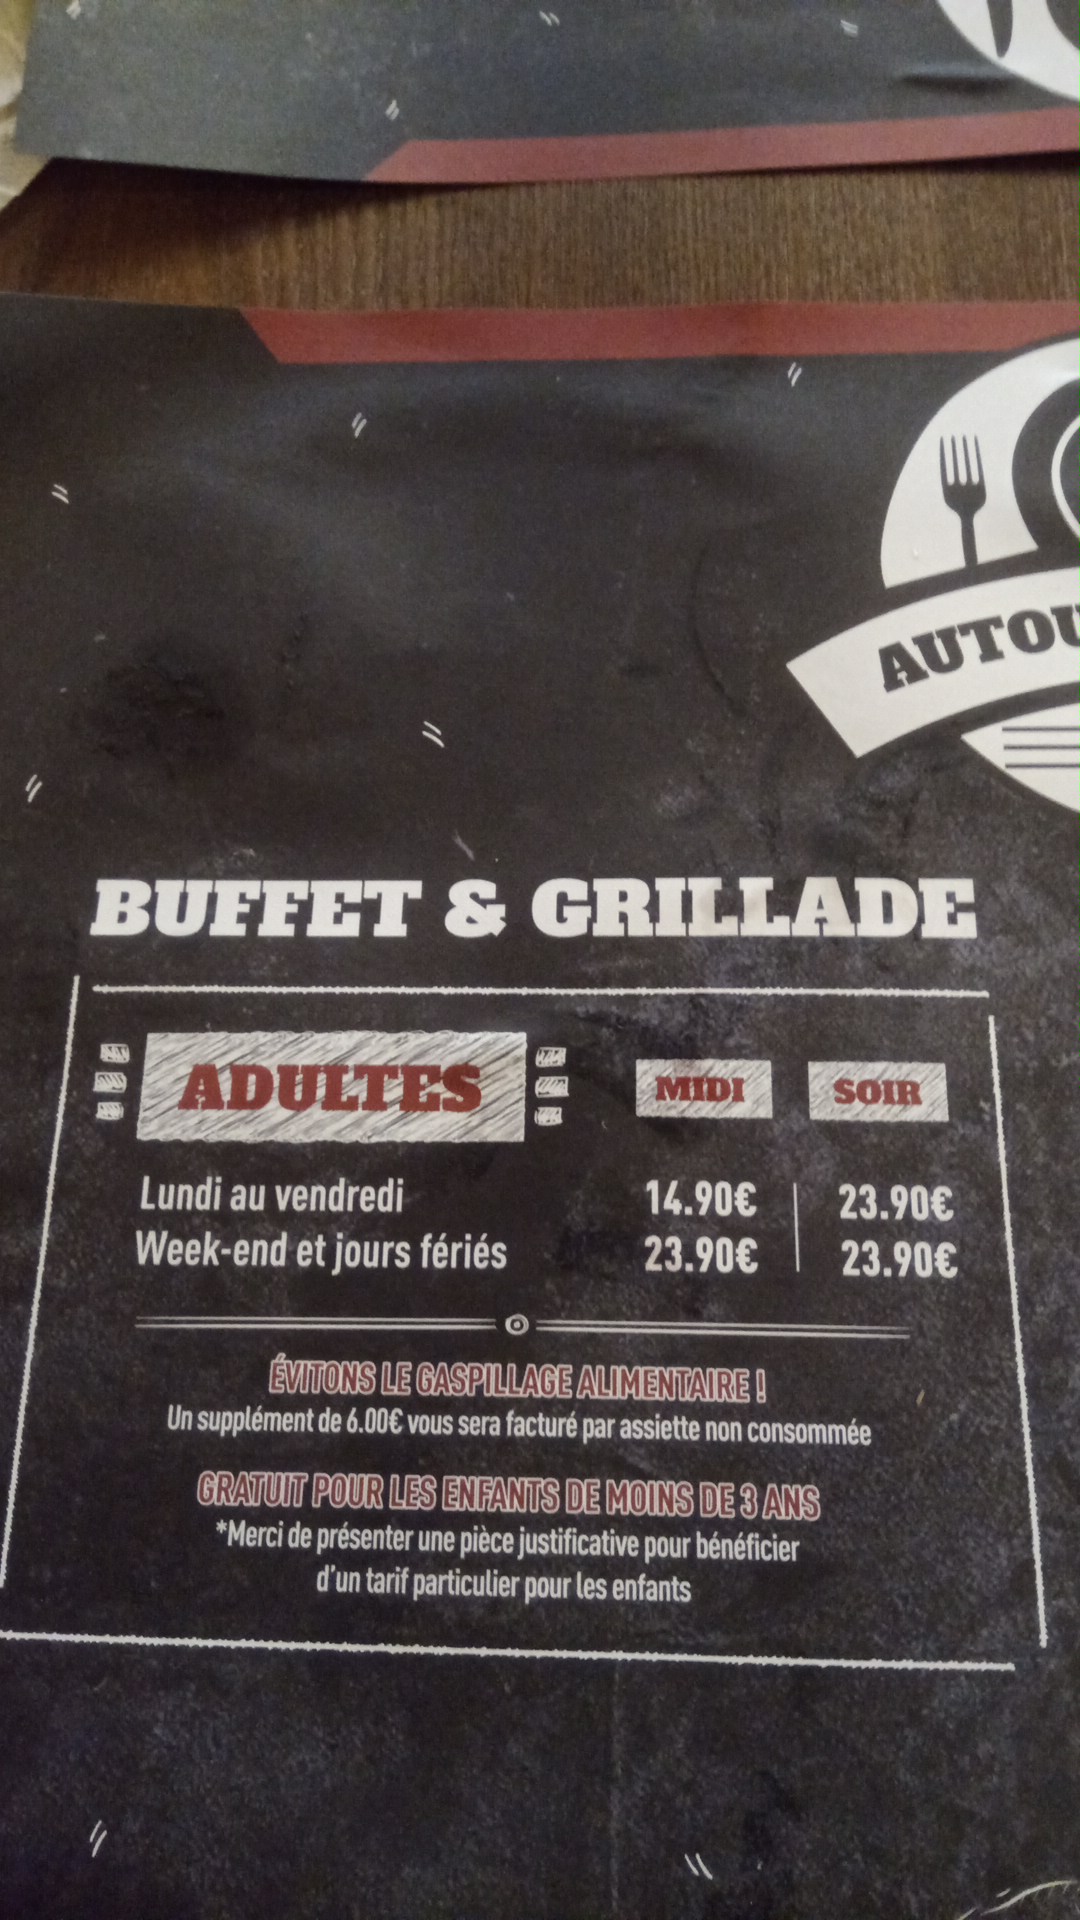 AUTOU
BUFFET & GRILLADE
ADULTES MIDI SOIR
Lundi au vendredi 14.90€ 23.90€
Week-end et jours fériés 23.90€ 23.90€
ÉVITONS LE GASPILLAGE ALIMENTAIRE !
Un supplément de 6.00€ vous sera facturé par assiette non consommée
GRATUIT POUR LES ENFANTS DE MOINS DE 3 ANS
*Merci de présenter une pièce justificative pour bénéficier
d'un tarif particulier pour les enfants